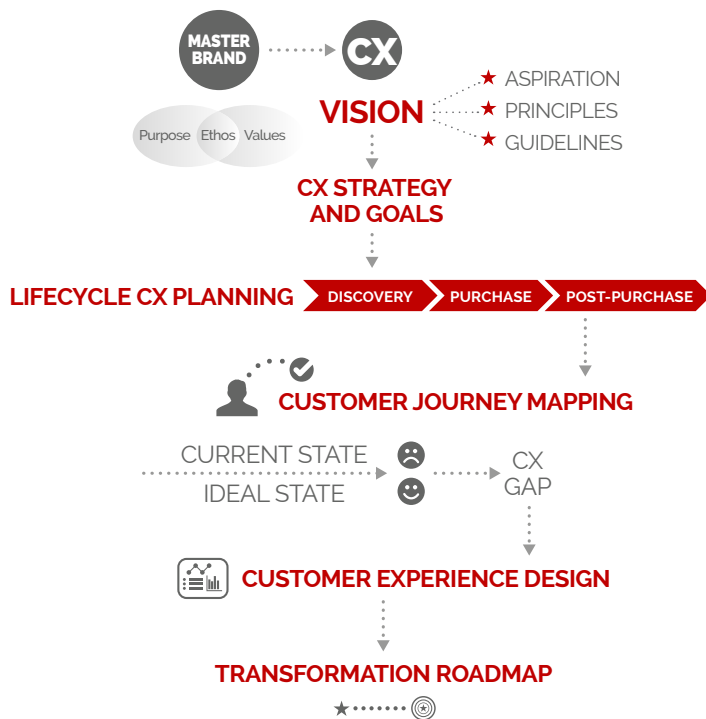 MASTER
BRAND
CX
VISION
ASPIRATION
PRINCIPLES
GUIDELINES
Purpose Ethos Values
CX STRATEGY
AND GOALS
LIFECYCLE CX PLANNING
DISCOVERY
PURCHASE
POST-PURCHASE
CUSTOMER JOURNEY MAPPING
CURRENT STATE
IDEAL STATE
CX
GAP
CUSTOMER EXPERIENCE DESIGN
TRANSFORMATION ROADMAP